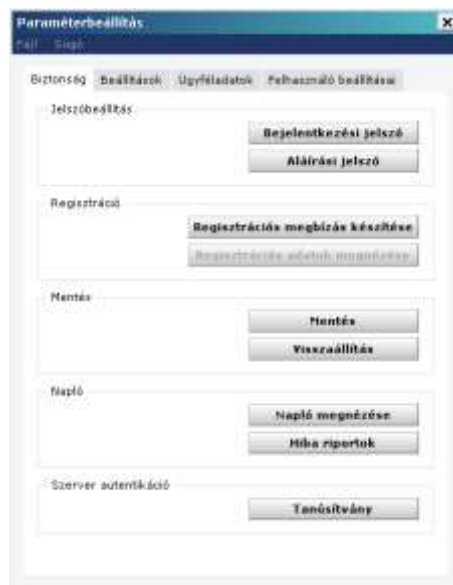 Paraméterbeállítás
Fájl Súgó
Biztonság Beállítások Ügyféladatok Felhasználó beállításai
Jelszóbeállítás
Bejelentkezési jelszó
Aláírási jelszó
Regisztráció
Regisztrációs megbízás készítése
Regisztrációs adatok megnézése
Mentés
Mentés
Visszaállítás
Napló
Napló megnézése
Hiba riportok
Szerver autentikáció
Tanúsítvány